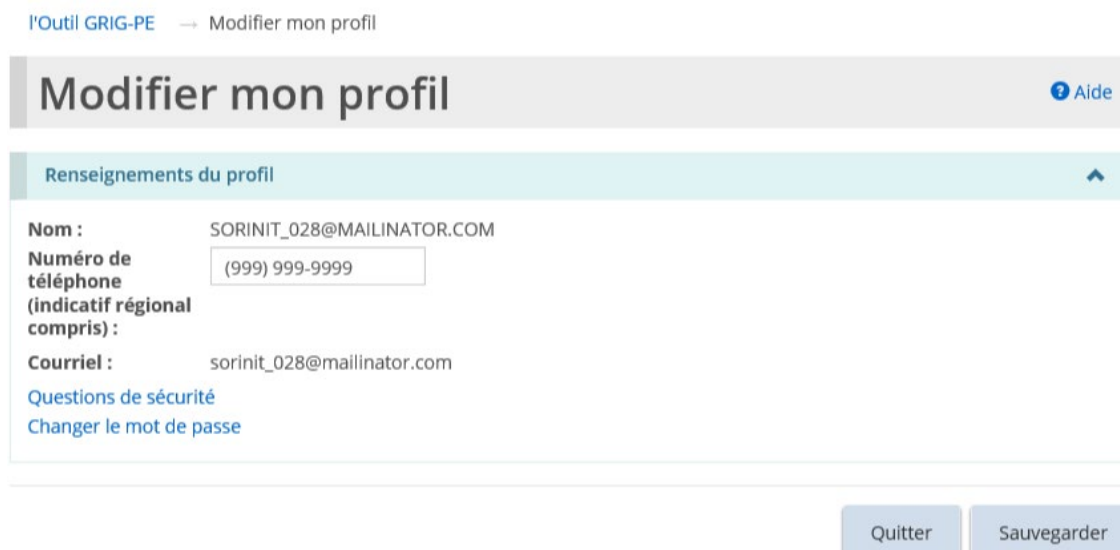 l'Outil GRIG-PE → Modifier mon profil
Modifier mon profil
Aide
Renseignements du profil
Nom : SORINIT_028@MAILINATOR.COM
Numéro de
téléphone
(indicatif régional
compris) :
(999) 999-9999
Courriel : sorinit_028@mailinator.com
Questions de sécurité
Changer le mot de passe
Quitter Sauvegarder